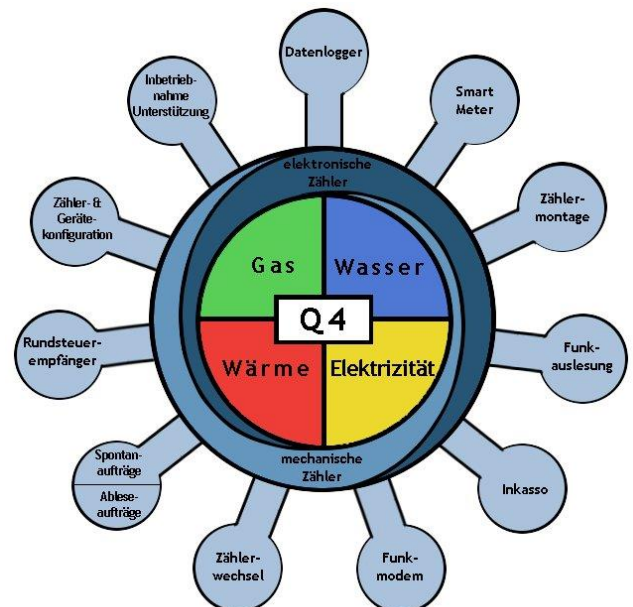 Datenlogger
Smart
Meter
Zähler-
montage
Funk-
auslesung
Inkasso
Funk-
modem
Zähler-
wechsel
Spontan-
aufträge
Ablese-
aufträge
Rundsteuer-
empfänger
Zähler- &
Geräte-
konfiguration
Inbetrieb-
nahme
Unterstützung
elektronische
Zähler
Gas
Wasser
Q4
Wärme
Elektrizität
mechanische
Zähler